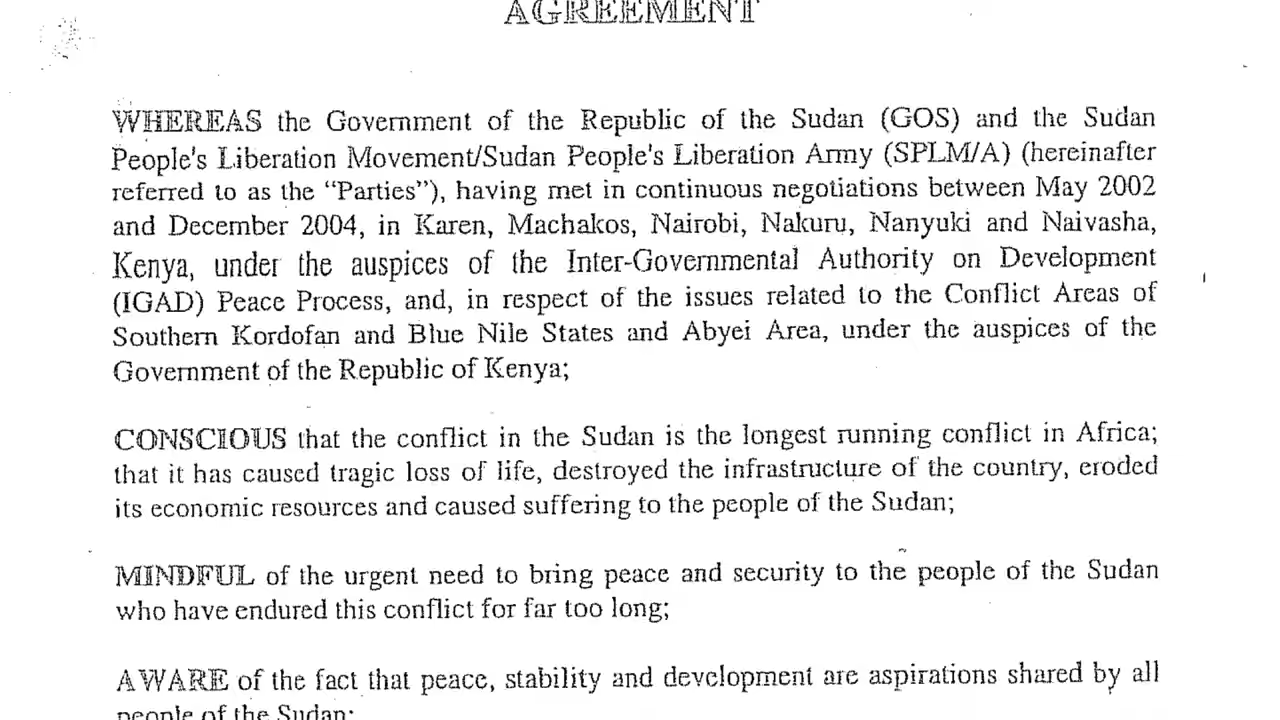 AGREEMENT
WHEREAS the Government of the Republic of the Sudan (GOS) and the Sudan
People's Liberation Movement/Sudan People's Liberation Army (SPLM/A) (hereinafter
referred to as the “Parties”), having met in continuous negotiations between May 2002
and December 2004, in Karen, Machakos, Nairobi, Nakuru, Nanyuki and Naivasha,
Kenya, under the auspices of the Inter-Governmental Authority on Development
(IGAD) Peace Process, and, in respect of the issues related to the Conflict Areas of
Southern Kordofan and Blue Nile States and Abyei Area, under the auspices of the
Government of the Republic of Kenya;
CONSCIOUS that the conflict in the Sudan is the longest running conflict in Africa;
that it has caused tragic loss of life, destroyed the infrastructure of the country, eroded
its economic resources and caused suffering to the people of the Sudan;
MINDFUL of the urgent need to bring peace and security to the people of the Sudan
who have endured this conflict for far too long;
AWARE of the fact that peace, stability and development are aspirations shared by all
people of the Sudan;